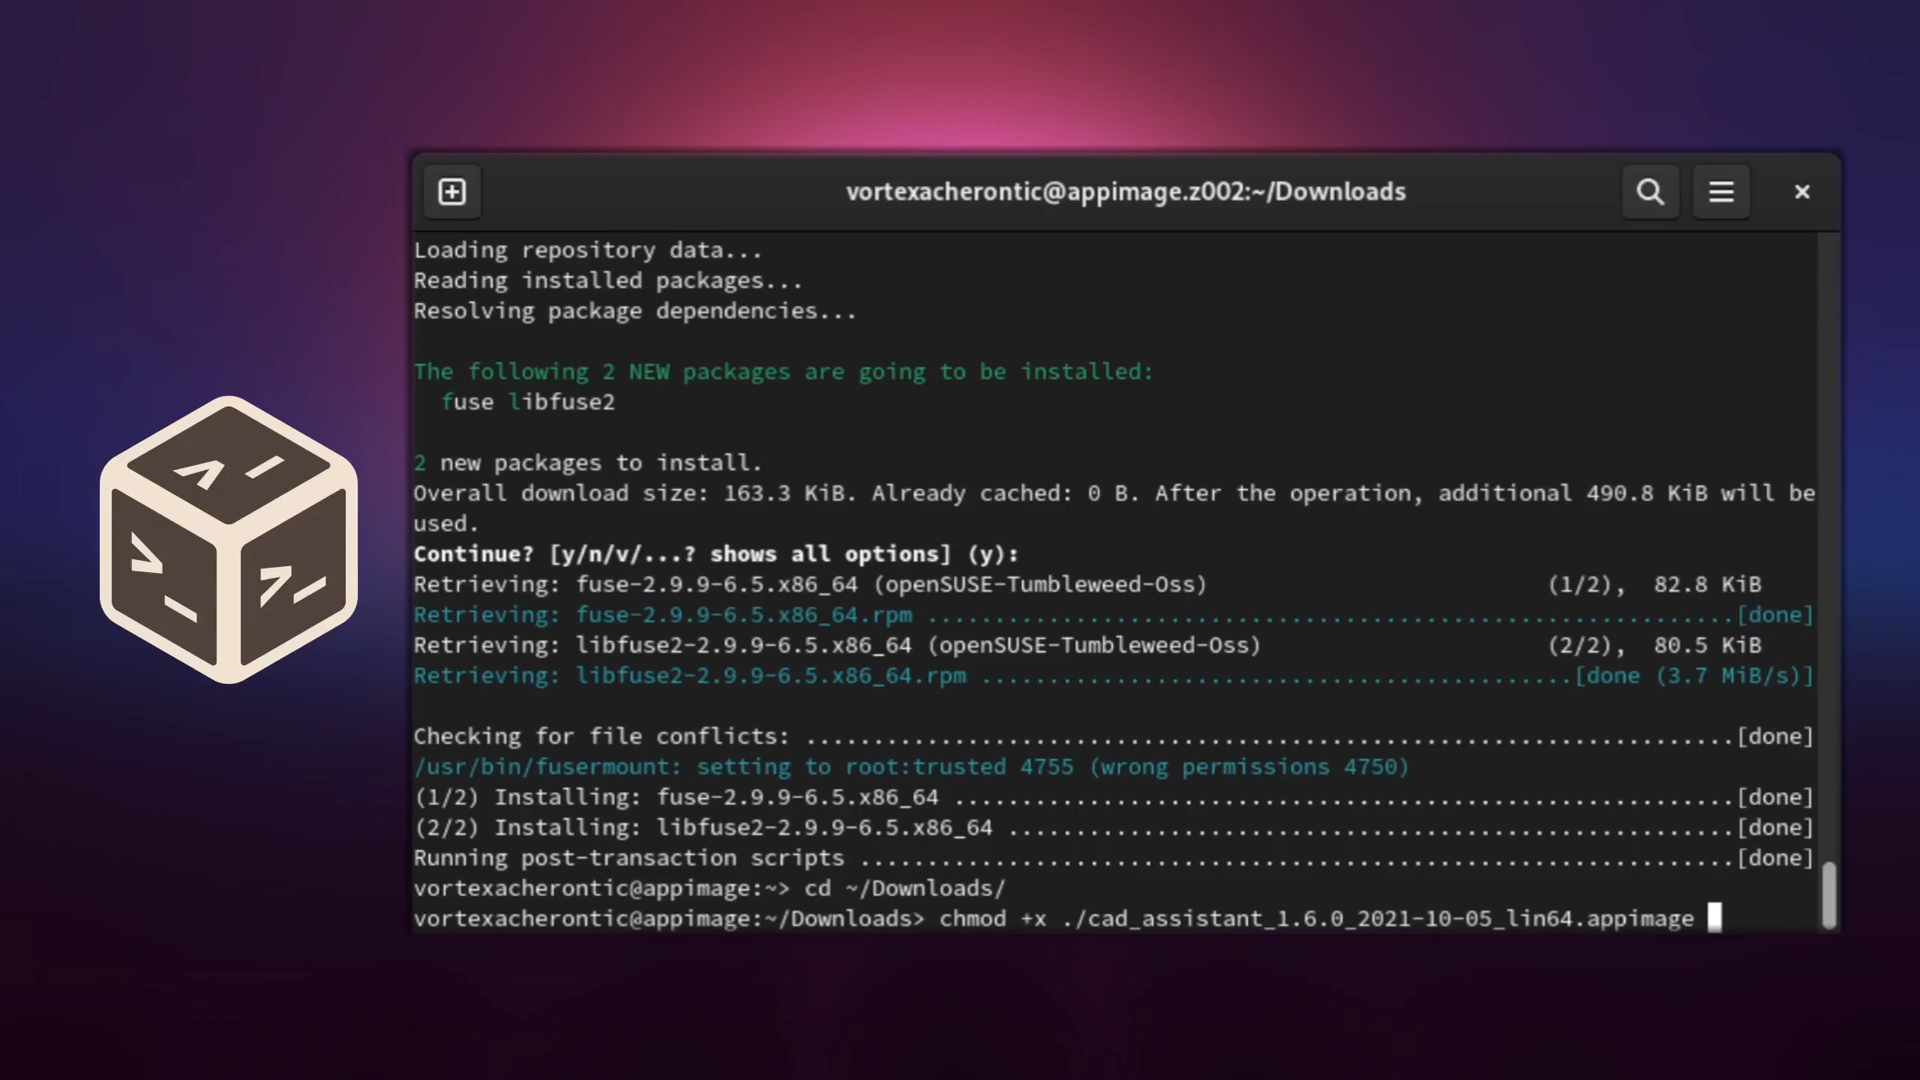 vortexacherontic@appimage.z002:~/Downloads
Loading repository data...
Reading installed packages...
Resolving package dependencies...
The following 2 NEW packages are going to be installed:
fuse libfuse2
2 new packages to install.
Overall download size: 163.3 KiB. Already cached: 0 B. After the operation, additional 490.8 KiB will be
used.
Continue? [y/n/v/...? shows all options] (y):
Retrieving: fuse-2.9.9-6.5.x86_64 (openSUSE-Tumbleweed-Oss) (1/2), 82.8 KiB
Retrieving: fuse-2.9.9-6.5.x86_64.rpm ............................................................[done]
Retrieving: libfuse2-2.9.9-6.5.x86_64 (openSUSE-Tumbleweed-Oss) (2/2), 80.5 KiB
Retrieving: libfuse2-2.9.9-6.5.x86_64.rpm ............................................[done (3.7 MiB/s)]
Checking for file conflicts: .....................................................................[done]
/usr/bin/fusermount: setting to root:trusted 4755 (wrong permissions 4750)
(1/2) Installing: fuse-2.9.9-6.5.x86_64 ..........................................................[done]
(2/2) Installing: libfuse2-2.9.9-6.5.x86_64 ......................................................[done]
Running post-transaction scripts .................................................................[done]
vortexacherontic@appimage:~> cd ~/Downloads/
vortexacherontic@appimage:~/Downloads> chmod +x ./cad_assistant_1.6.0_2021-10-05_lin64.appimage